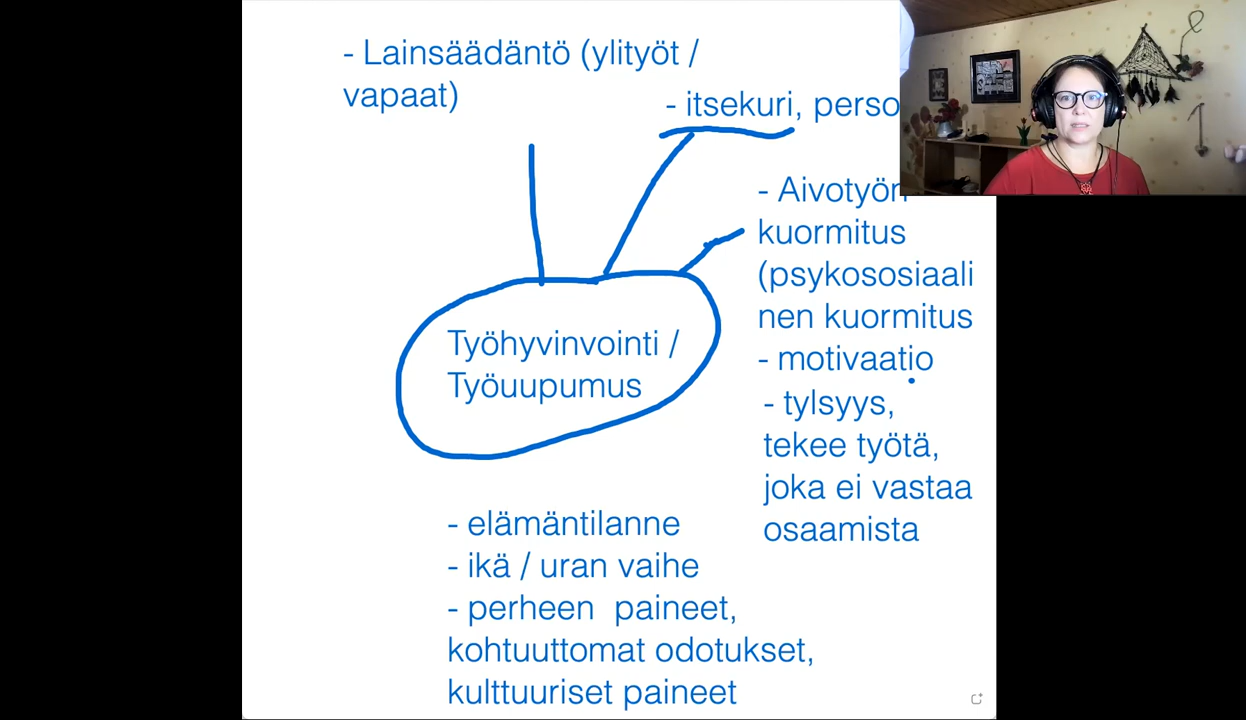 - Lainsäädäntö (ylityöt /
vapaat)
- itsekuri, perso
- Aivotyön
kuormitus
(psykososiaali
nen kuormitus
- motivaatio
- tylsyys,
tekee työtä,
joka ei vastaa
osaamista
Työhyvinvointi /
Työuupumus
- elämäntilanne
- ikä / uran vaihe
- perheen  paineet,
kohtuuttomat odotukset,
kulttuuriset paineet